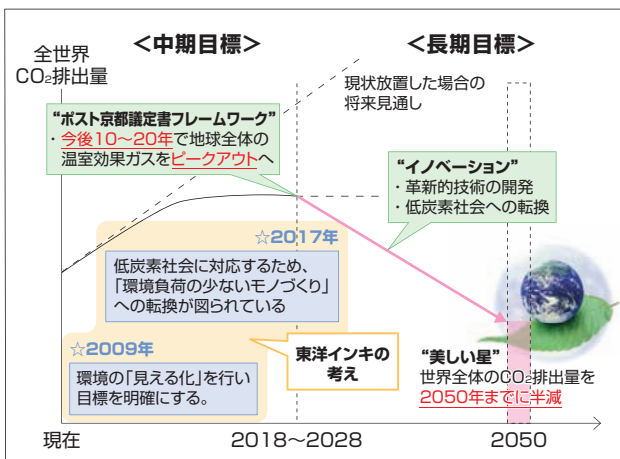 ＜中期目標＞
＜長期目標＞
全世界
CO₂排出量
現状放置した場合の
将来見通し
“ポスト京都議定書フレームワーク”
・今後10～20年で地球全体の
温室効果ガスをピークアウトへ
“イノベーション”
・革新的技術の開発
・低炭素社会への転換
☆2017年
低炭素社会に対応するため、
「環境負荷の少ないモノづくり」
への転換が図られている
☆2009年
環境の「見える化」を行い
目標を明確にする。
東洋インキの
考え
“美しい星”
世界全体のCO₂排出量を
2050年までに半減
現在
2018～2028
2050